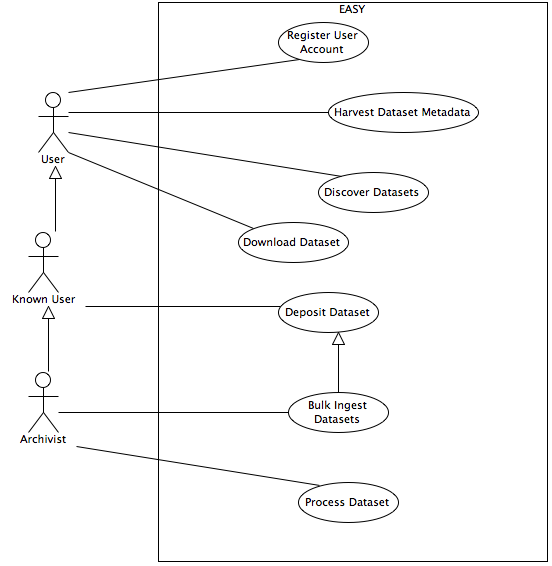 EASY
Register User
Account
Harvest Dataset Metadata
User
Discover Datasets
Download Dataset
Known User
Deposit Dataset
Bulk Ingest
Datasets
Archivist
Process Dataset